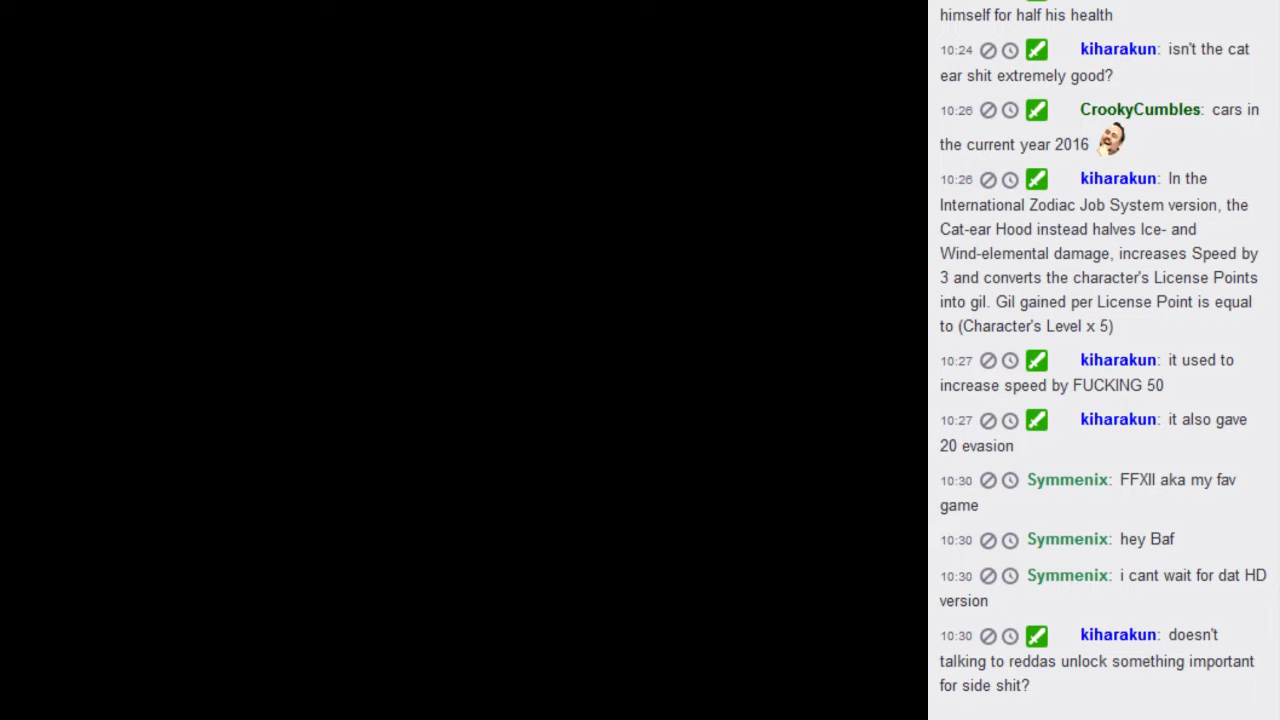 himself for half his health
10:24 kiharakun: isn't the cat
ear shit extremely good?
10:26 CrookyCumbles: cars in
the current year 2016
10:26 kiharakun: In the
International Zodiac Job System version, the
Cat-ear Hood instead halves Ice- and
Wind-elemental damage, increases Speed by
3 and converts the character's License Points
into gil. Gil gained per License Point is equal
to (Character's Level x 5)
10:27 kiharakun: it used to
increase speed by FUCKING 50
10:27 kiharakun: it also gave
20 evasion
10:30 Symmenix: FFXII aka my fav
game
10:30 Symmenix: hey Baf
10:30 Symmenix: i cant wait for dat HD
version
10:30 kiharakun: doesn't
talking to reddas unlock something important
for side shit?